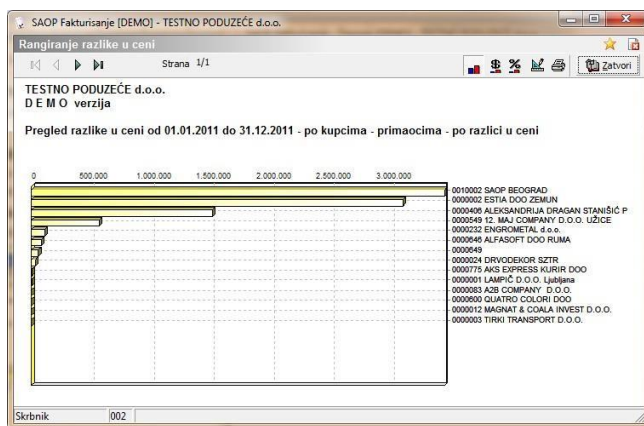 SAOP Fakturisanje [DEMO] - TESTNO PODUZEĆE d.o.o.
Rangiranje razlike u ceni
Strana 1/1
Zatvori
TESTNO PODUZEĆE d.o.o.
D E M O verzija
Pregled razlike u ceni od 01.01.2011 do 31.12.2011 - po kupcima - primaocima - po razlici u ceni
0 500.000 1.000.000 1.500.000 2.000.000 2.500.000 3.000.000
0010002 SAOP BEOGRAD
0000002 ESTIA DOO ZEMUN
0000406 ALEKSANDRIJA DRAGAN STANIŠIĆ P
0000549 12. MAJ COMPANY D.O.O. UŽICE
0000232 ENGROMETAL d.o.o.
0000646 ALFASOFT DOO RUMA
0000649
0000024 DRVODEKOR SZTR
0000775 AKS EXPRESS KURIR DOO
0000001 LAMPIČ D.O.O. Ljubljana
0000083 A2B COMPANY D.O.O.
0000600 QUATRO COLORI DOO
0000012 MAGNAT & COALA INVEST D.O.O.
0000003 TIRKI TRANSPORT D.O.O.
Skrbnik 002